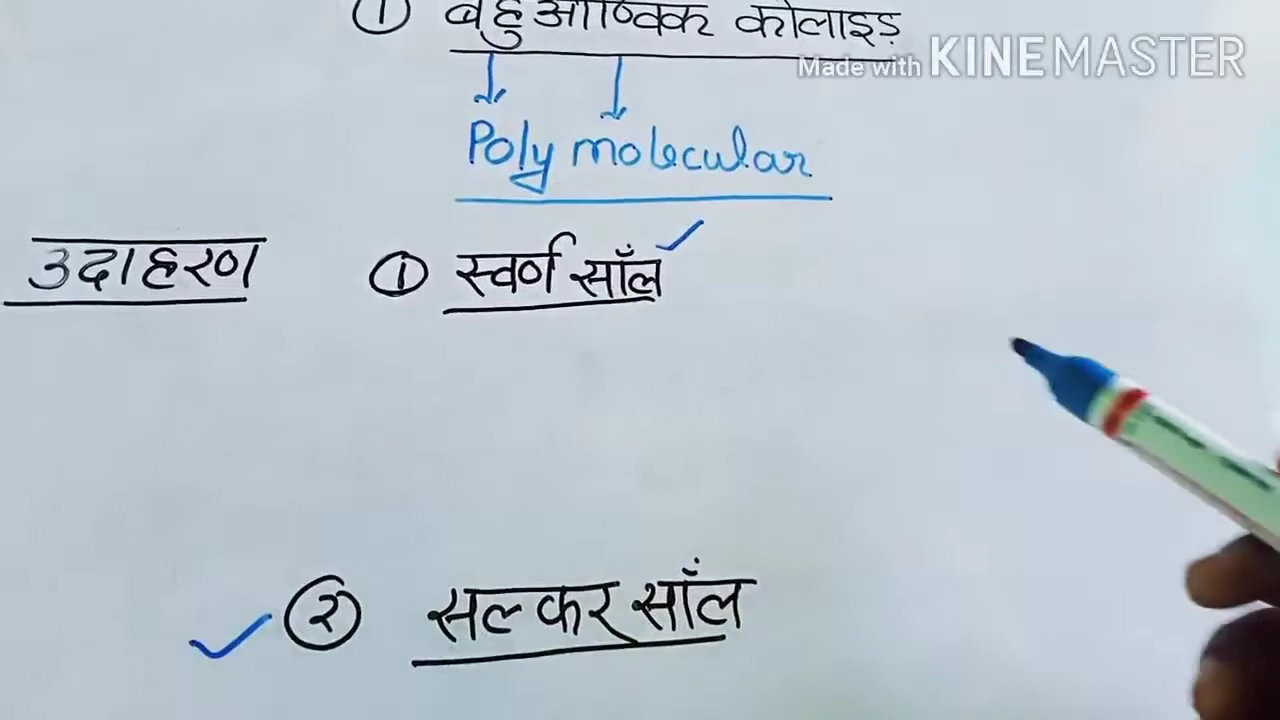 ① बहुआण्विक कोलाइड़
Made with KINEMASTER
Poly molecular
उदाहरण ① स्वर्ण सॉल
② सल्कर सॉल